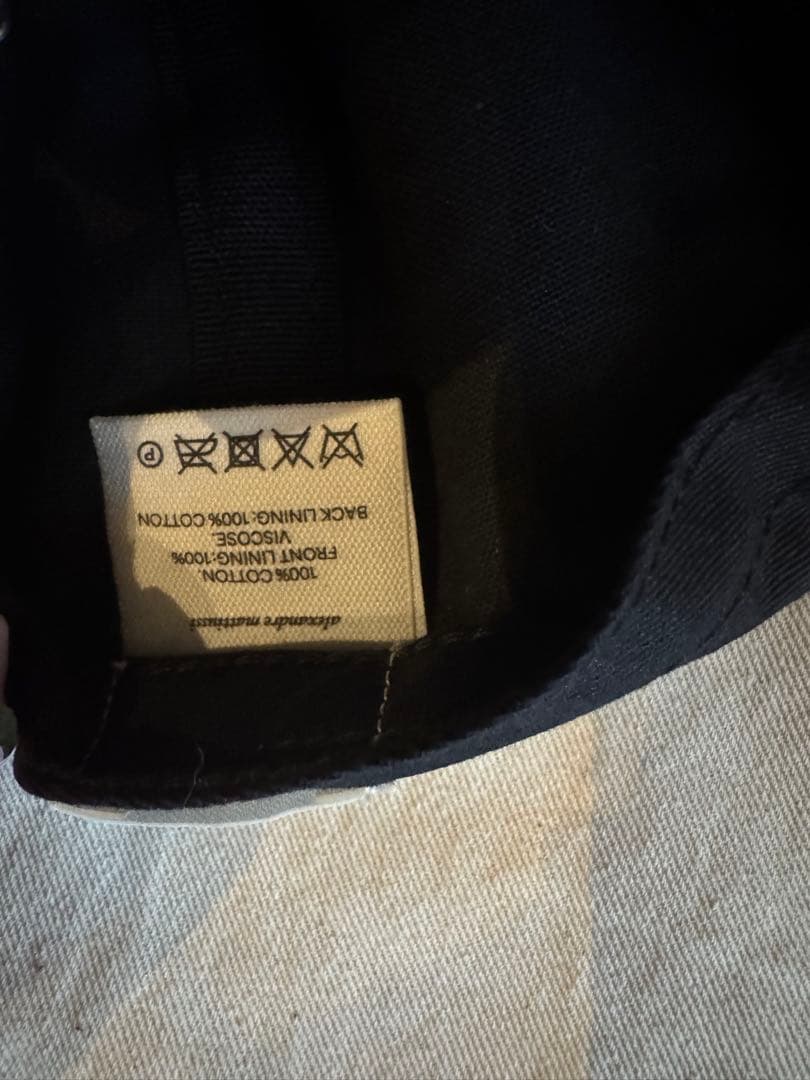 alexandre mattiussi
100% COTTON.
FRONT LINING:100%
VISCOSE.
BACK LINING:100% COTTON
P